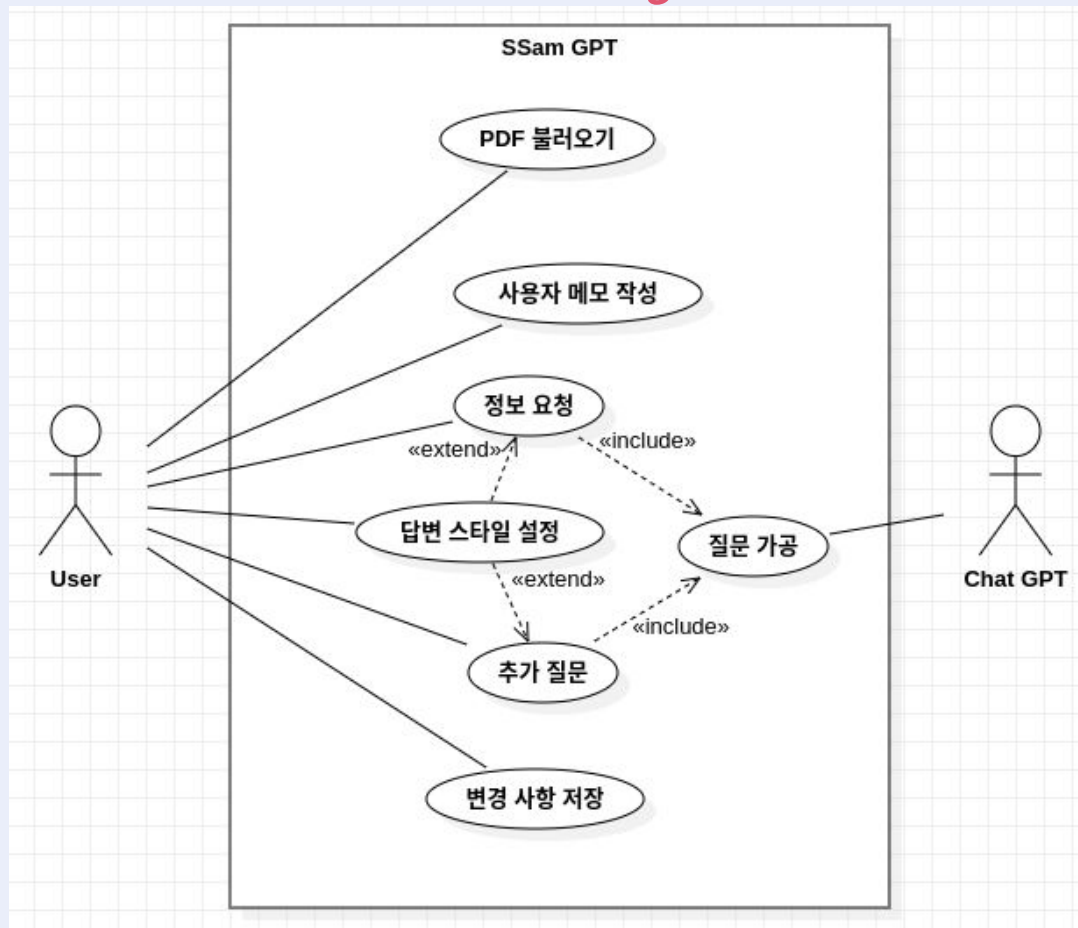 SSam GPT
PDF 불러오기
사용자 메모 작성
정보 요청
«extend»
«include»
답변 스타일 설정
질문 가공
User
Chat GPT
«extend»
«include»
추가 질문
변경 사항 저장